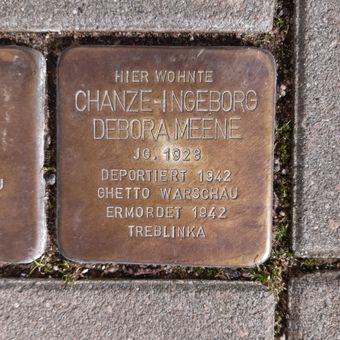 HIER WOHNTE
CHANZE-INGEBORG
DEBORA MEENE
JG. 1928
DEPORTIERT 1942
GHETTO WARSCHAU
ERMORDET 1942
TREBLINKA